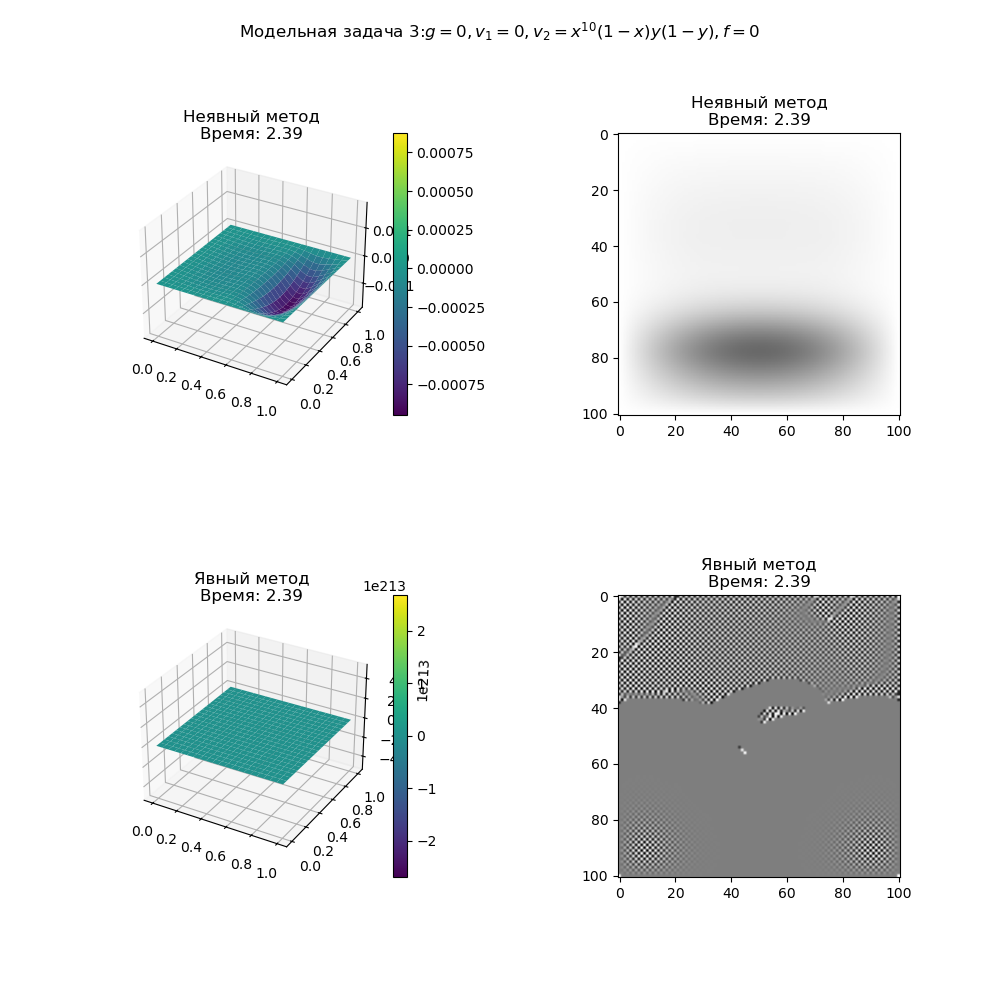 Модельная задача 3:g = 0, v₁ = 0, v₂ = x¹⁰(1 − x)y(1 − y), f = 0
Неявный метод
Время: 2.39
0.0 0.2 0.4 0.6 0.8 1.0
0.0 0.2 0.4 0.6 0.8 1.0
0.00075
0.00050
0.00025
0.00000
−0.00025
−0.00050
−0.00075
Неявный метод
Время: 2.39
0
20
40
60
80
100
0 20 40 60 80 100
Явный метод
Время: 2.39
0.0 0.2 0.4 0.6 0.8 1.0
0.0 0.2 0.4 0.6 0.8 1.0
1e213
1e213
2
1
0
−1
−2
Явный метод
Время: 2.39
0
20
40
60
80
100
0 20 40 60 80 100